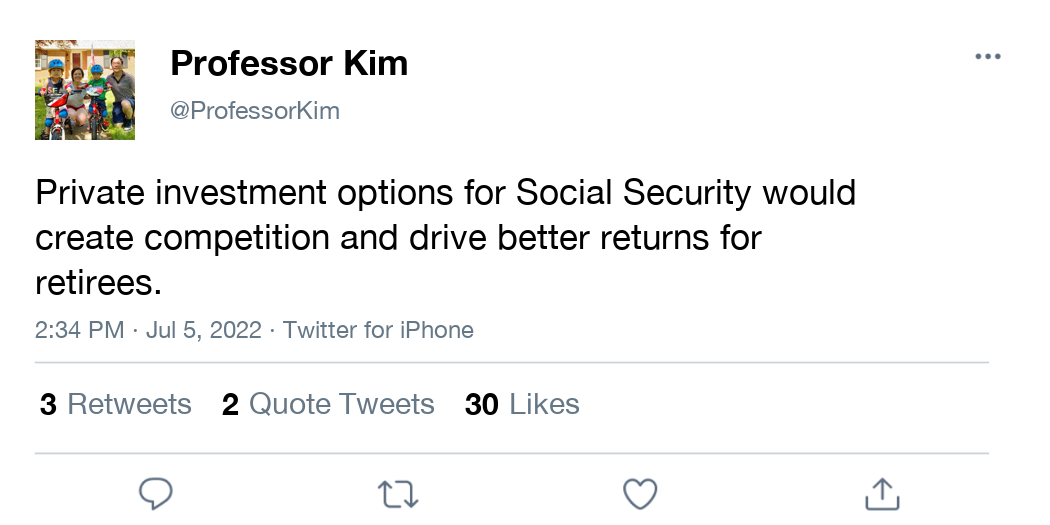 Professor Kim
@ProfessorKim
Private investment options for Social Security would
create competition and drive better returns for
retirees.
2:34 PM · Jul 5, 2022 · Twitter for iPhone
3 Retweets 2 Quote Tweets 30 Likes